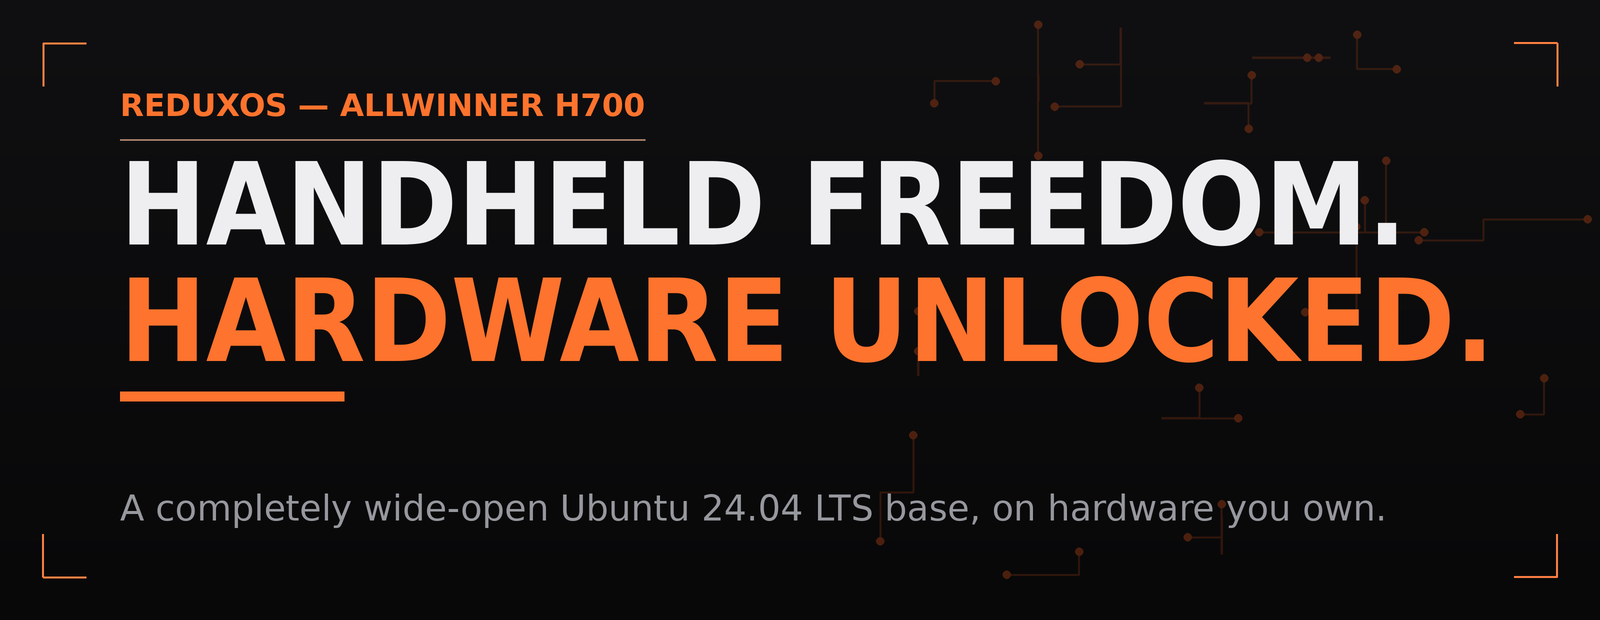 REDUXOS — ALLWINNER H700
HANDHELD FREEDOM.
HARDWARE UNLOCKED.
A completely wide-open Ubuntu 24.04 LTS base, on hardware you own.